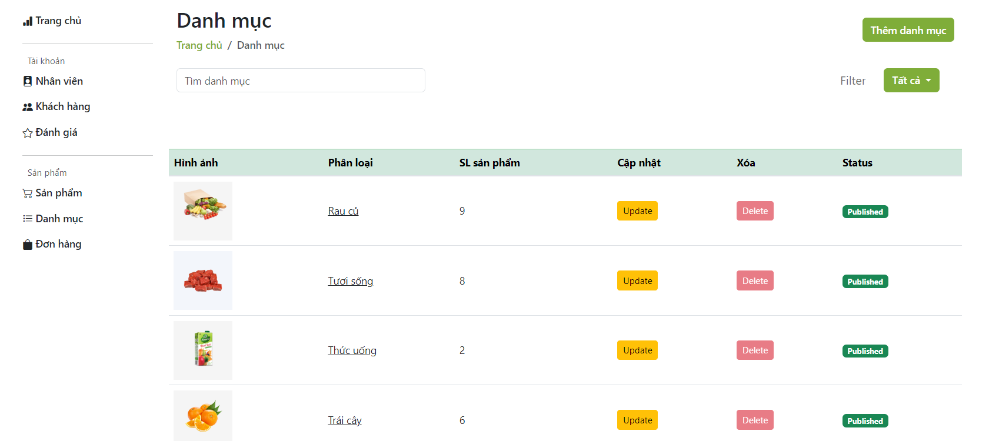 Trang chủ
Tài khoản
Nhân viên
Khách hàng
Đánh giá
Sản phẩm
Sản phẩm
Danh mục
Đơn hàng
Danh mục
Trang chủ / Danh mục
Thêm danh mục
Tìm danh mục
Filter
Tất cả
Hình ảnh Phân loại SL sản phẩm Cập nhật Xóa Status
Rau củ 9 Update Delete Published
Tươi sống 8 Update Delete Published
Thức uống 2 Update Delete Published
Trái cây 6 Update Delete Published